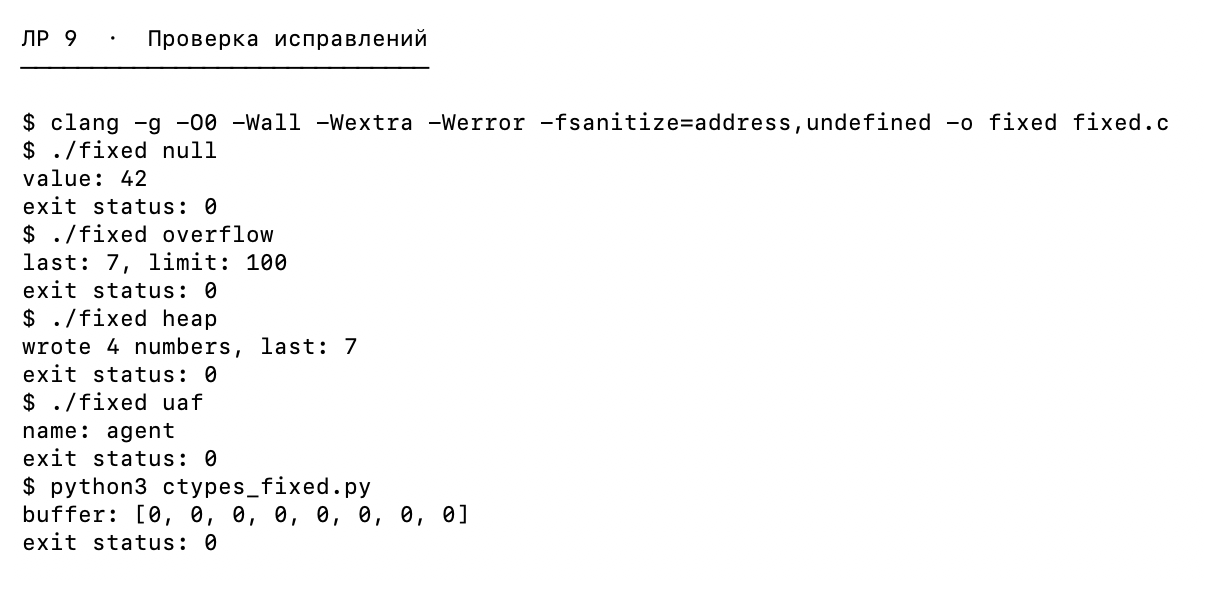 ЛР 9 · Проверка исправлений
$ clang -g -O0 -Wall -Wextra -Werror -fsanitize=address,undefined -o fixed fixed.c
$ ./fixed null
value: 42
exit status: 0
$ ./fixed overflow
last: 7, limit: 100
exit status: 0
$ ./fixed heap
wrote 4 numbers, last: 7
exit status: 0
$ ./fixed uaf
name: agent
exit status: 0
$ python3 ctypes_fixed.py
buffer: [0, 0, 0, 0, 0, 0, 0, 0]
exit status: 0